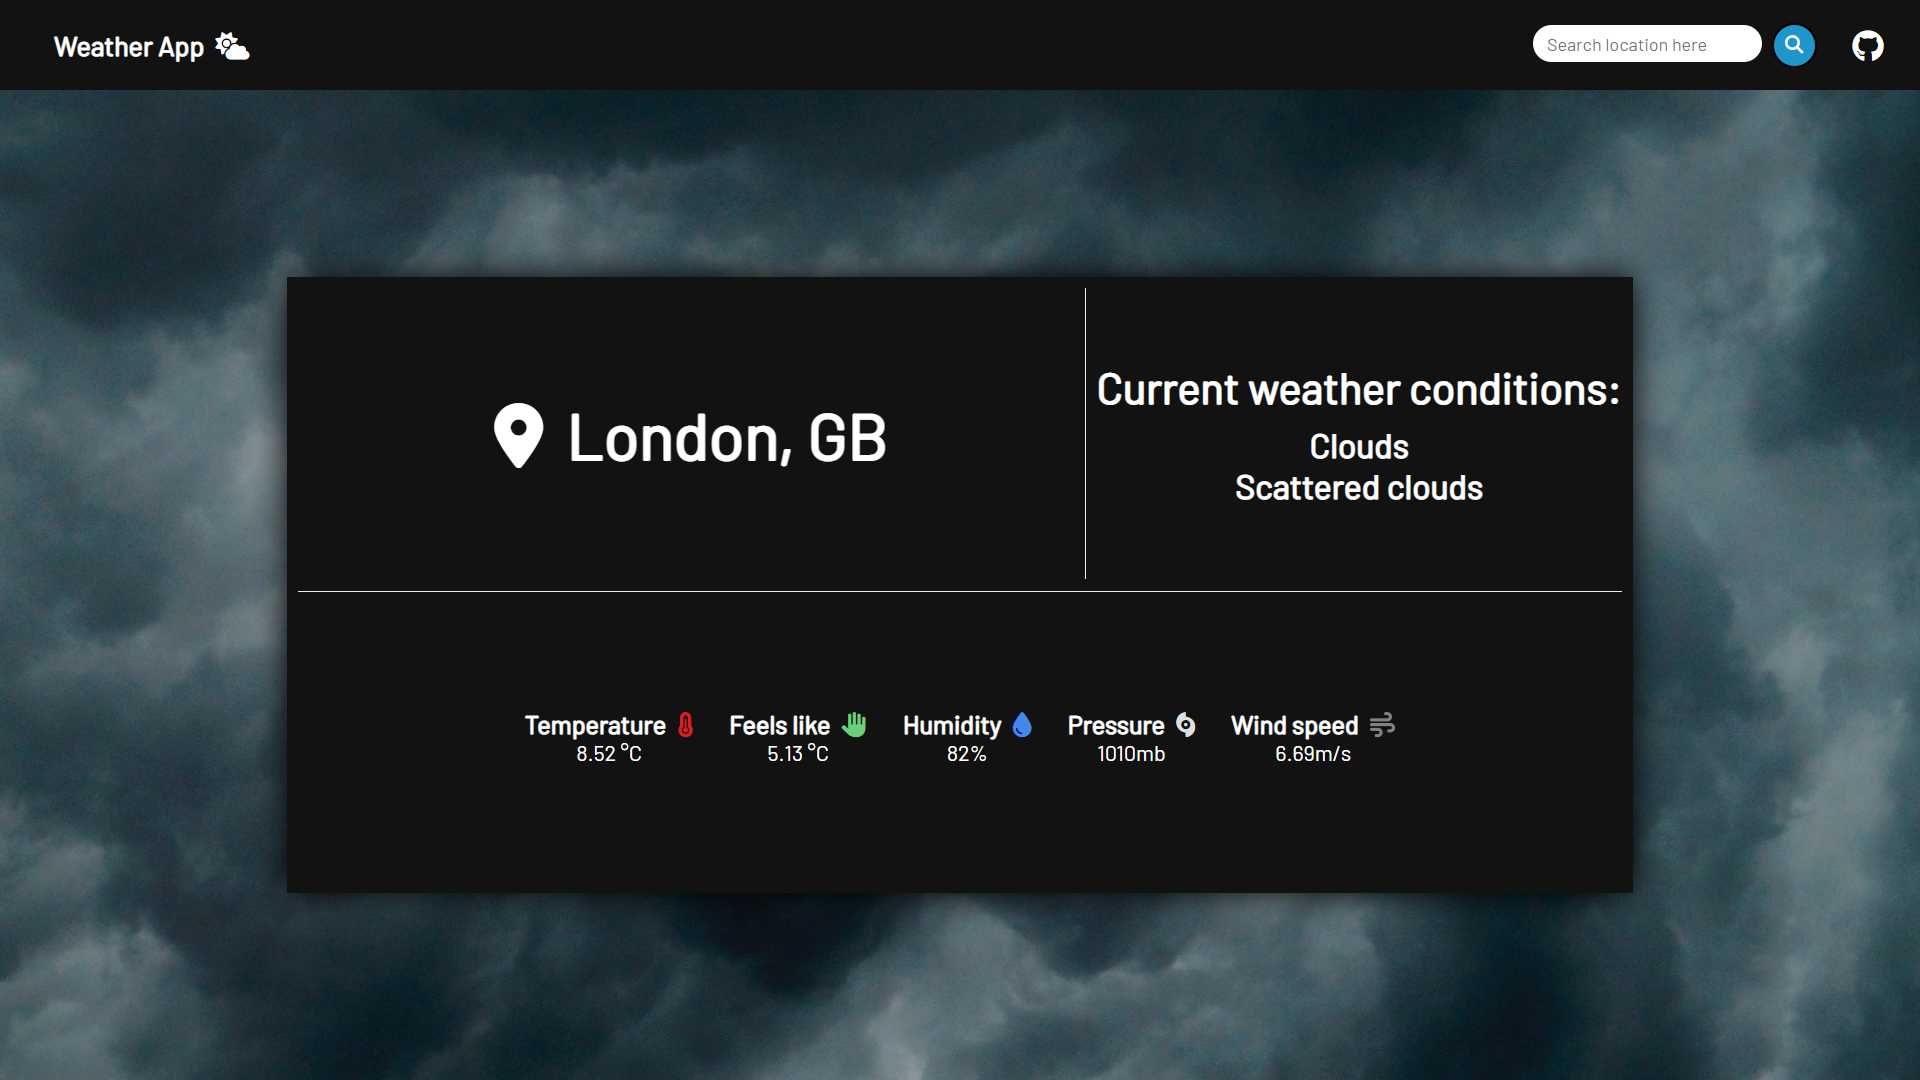 Weather App
Search location here
London, GB
Current weather conditions:
Clouds
Scattered clouds
Temperature
8.52 °C
Feels like
5.13 °C
Humidity
82%
Pressure
1010mb
Wind speed
6.69m/s